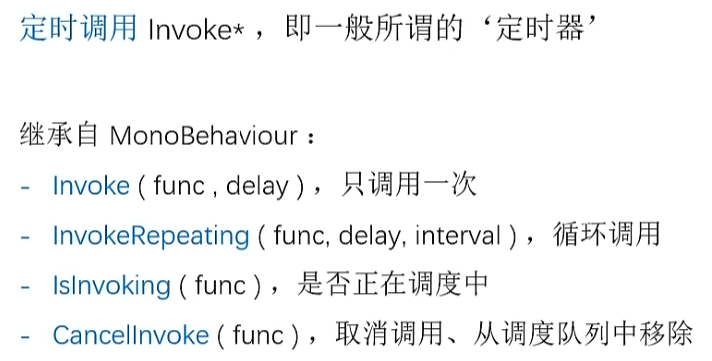 定时调用 Invoke* ，即一般所谓的‘定时器’
继承自 MonoBehaviour：
- Invoke ( func , delay ) ，只调用一次
- InvokeRepeating ( func, delay, interval ) ，循环调用
- IsInvoking ( func ) ，是否正在调度中
- CancelInvoke ( func ) ，取消调用、从调度队列中移除